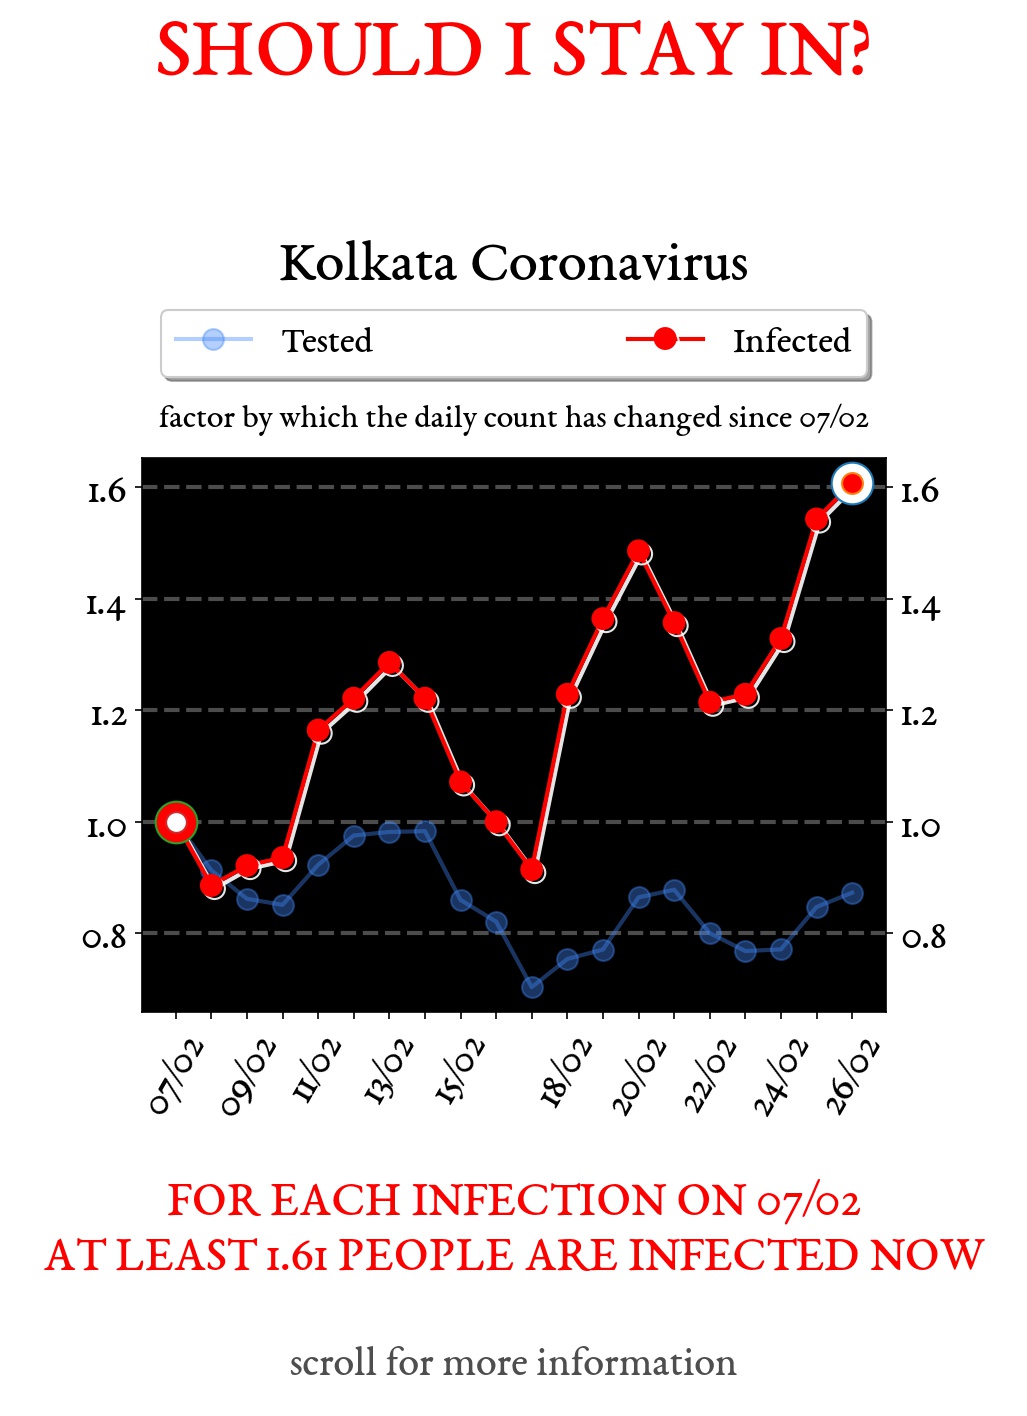 SHOULD I STAY IN?
Kolkata Coronavirus
Tested Infected
factor by which the daily count has changed since 07/02
1.6 1.6
1.4 1.4
1.2 1.2
1.0 1.0
0.8 0.8
07/02 09/02 11/02 13/02 15/02 18/02 20/02 22/02 24/02 26/02
FOR EACH INFECTION ON 07/02
AT LEAST 1.61 PEOPLE ARE INFECTED NOW
scroll for more information